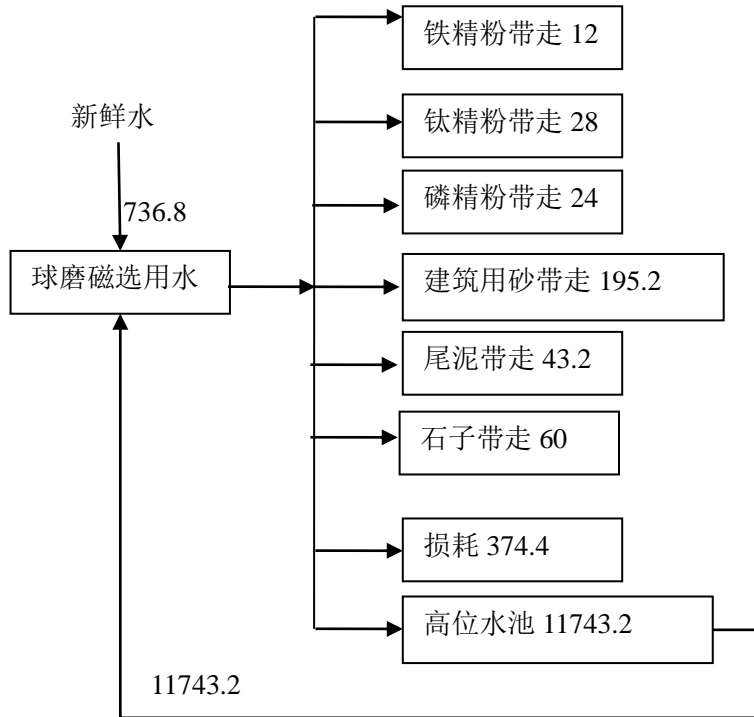 铁精粉带走 12
新鲜水
钛精粉带走 28
736.8
磷精粉带走 24
球磨磁选用水
建筑用砂带走 195.2
尾泥带走 43.2
石子带走 60
损耗 374.4
高位水池 11743.2
11743.2